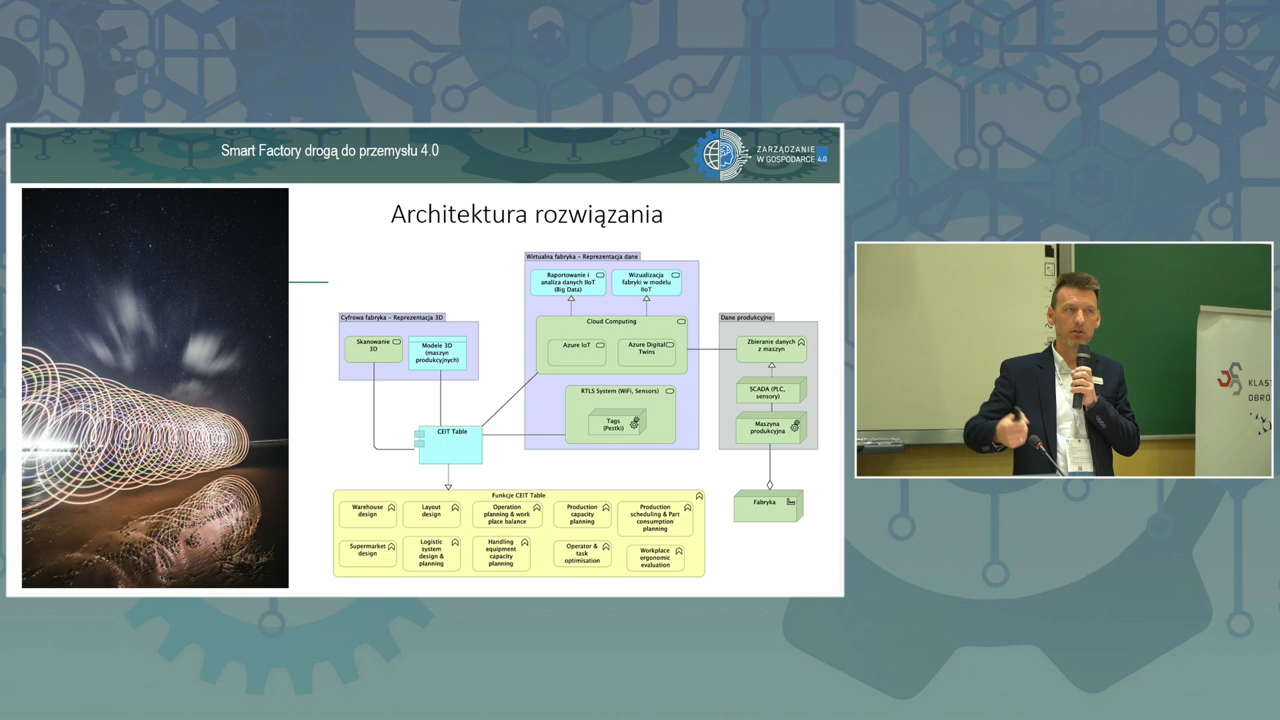 Smart Factory drogą do przemysłu 4.0
ZARZĄDZANIE
W GOSPODARCE 4.0
Architektura rozwiązania
Wirtualna fabryka – Reprezentacja dane
Raportowanie i
analiza danych IIoT
(Big Data)
Wizualizacja
fabryki w modelu
IIoT
Cloud Computing
Azure IoT
Azure Digital
Twins
RTLS System (WiFi, Sensors)
Tags
(Pestki)
Cyfrowa fabryka – Reprezentacja 3D
Skanowanie
3D
Modele 3D
(maszyn
produkcyjnych)
CEIT Table
Dane produkcyjne
Zbieranie danych
z maszyn
SCADA (PLC,
sensory)
Maszyna
produkcyjna
Fabryka
Funkcje CEIT Table
Warehouse
design
Layout
design
Operation
planning & work
place balance
Production
capacity
planning
Production
scheduling & Part
consumption
planning
Supermarket
design
Logistic
system
design &
planning
Handling
equipment
capacity
planning
Operator &
task
optimisation
Workplace
ergonomic
evaluation
KLAST
OBRO